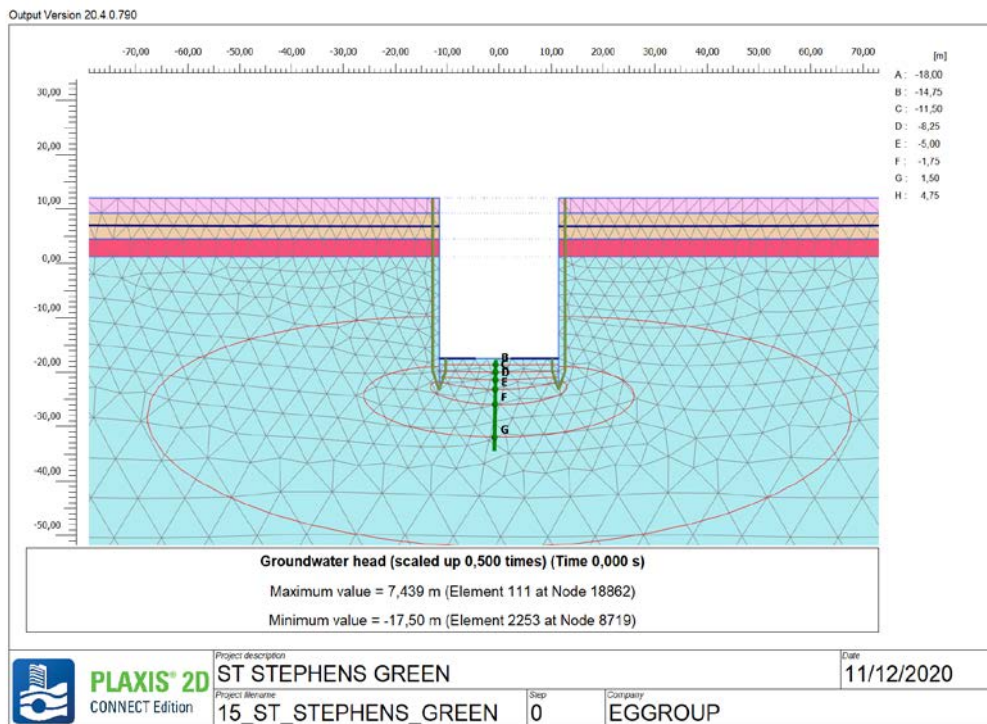 Output Version 20.4.0.790
-70,00 -60,00 -50,00 -40,00 -30,00 -20,00 -10,00 0,00 10,00 20,00 30,00 40,00 50,00 60,00 70,00
[m]
A : -18,00
B : -14,75
C : -11,50
D : -8,25
E : -5,00
F : -1,75
G : 1,50
H : 4,75
30,00
20,00
10,00
0,00
-10,00
-20,00
-30,00
-40,00
-50,00
B
D
E
F
G
Groundwater head (scaled up 0,500 times) (Time 0,000 s)
Maximum value = 7,439 m (Element 111 at Node 18862)
Minimum value = -17,50 m (Element 2253 at Node 8719)
PLAXIS® 2D
CONNECT Edition
Project description
ST STEPHENS GREEN
Date
11/12/2020
Project filename
15_ST_STEPHENS_GREEN
Step
0
Company
EGGROUP